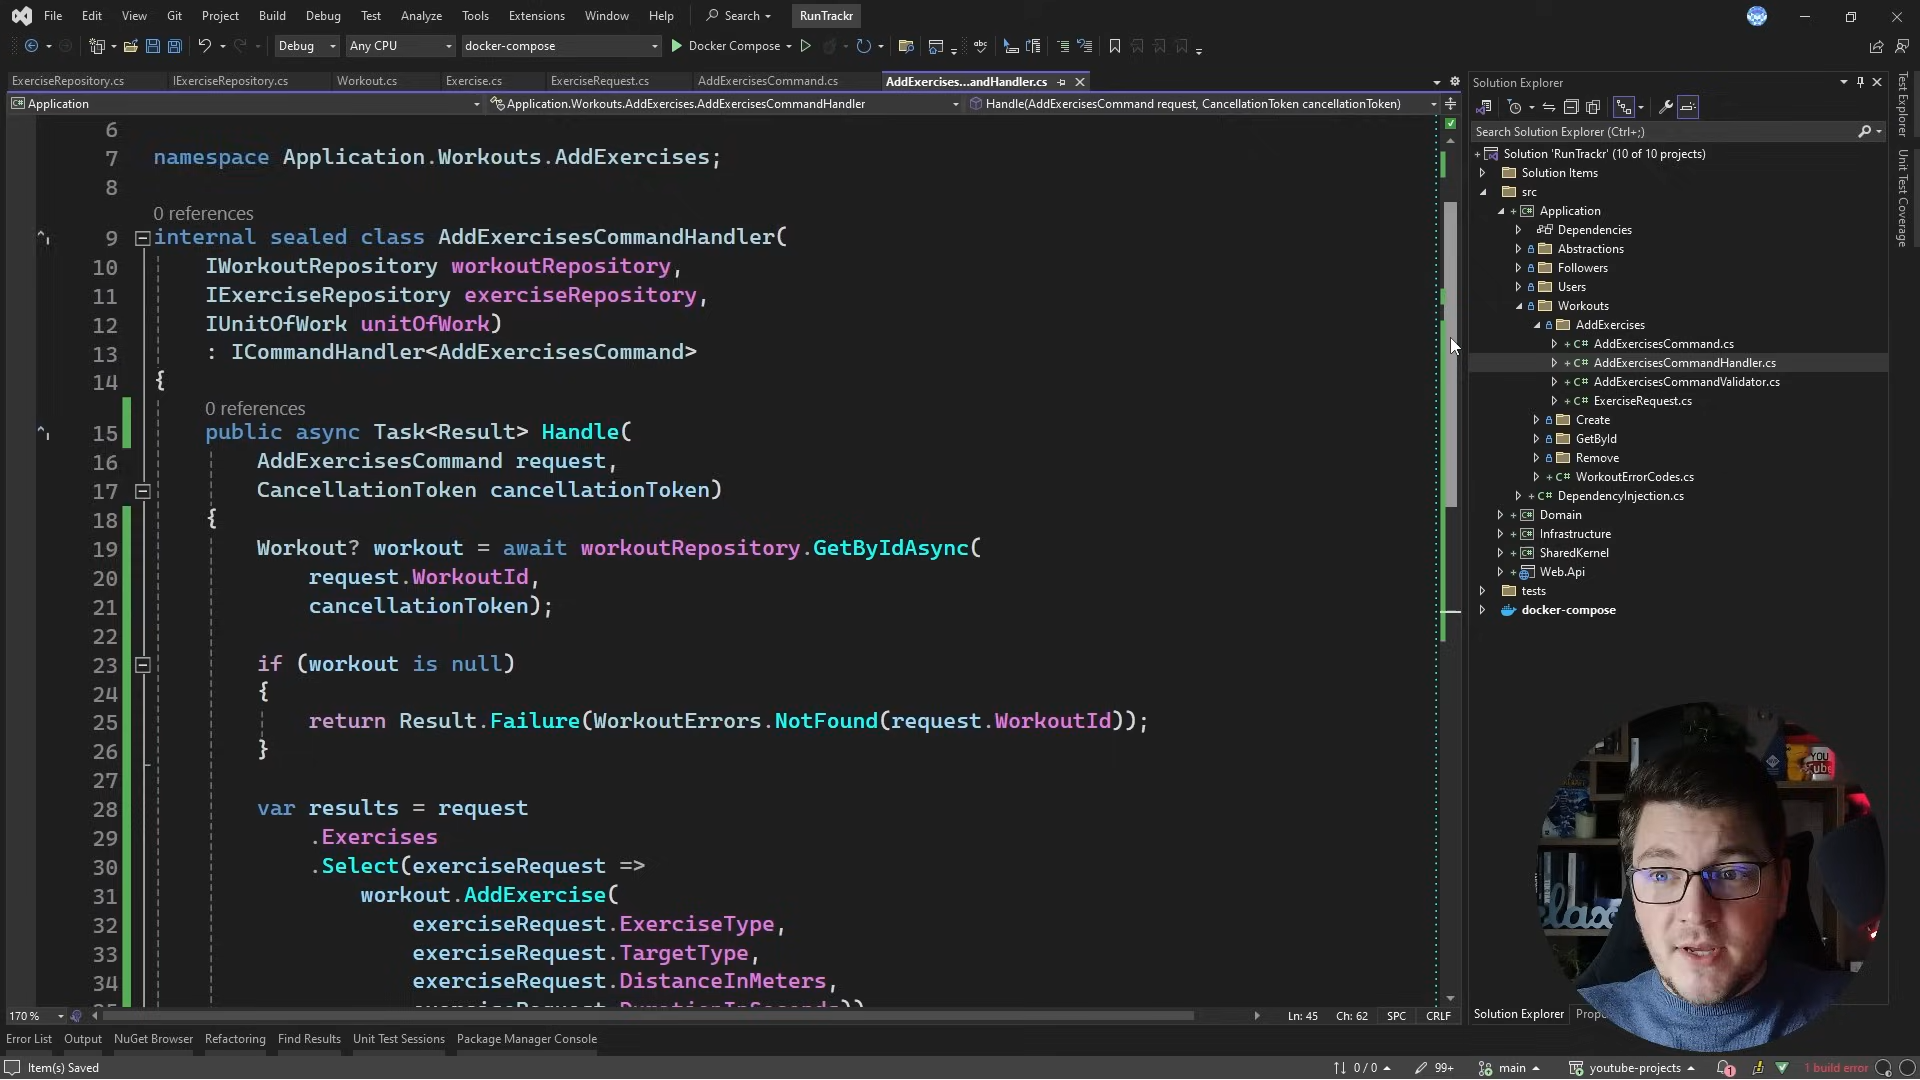 File Edit View Git Project Build Debug Test Analyze Tools Extensions Window Help Search RunTrackr
Debug Any CPU docker-compose Docker Compose
ExerciseRepository.cs IExerciseRepository.cs Workout.cs Exercise.cs ExerciseRequest.cs AddExercisesCommand.cs AddExercises...andHandler.cs
Application Application.Workouts.AddExercises.AddExercisesCommandHandler Handle(AddExercisesCommand request, CancellationToken cancellationToken)
6
7 namespace Application.Workouts.AddExercises;
8
0 references
9 internal sealed class AddExercisesCommandHandler(
10 IWorkoutRepository workoutRepository,
11 IExerciseRepository exerciseRepository,
12 IUnitOfWork unitOfWork)
13 : ICommandHandler<AddExercisesCommand>
14 {
0 references
15 public async Task<Result> Handle(
16 AddExercisesCommand request,
17 CancellationToken cancellationToken)
18 {
19 Workout? workout = await workoutRepository.GetByIdAsync(
20 request.WorkoutId,
21 cancellationToken);
22
23 if (workout is null)
24 {
25 return Result.Failure(WorkoutErrors.NotFound(request.WorkoutId));
26 }
27
28 var results = request
29 .Exercises
30 .Select(exerciseRequest =>
31 workout.AddExercise(
32 exerciseRequest.ExerciseType,
33 exerciseRequest.TargetType,
34 exerciseRequest.DistanceInMeters,
170 %
Ln: 45 Ch: 62 SPC CRLF
Error List Output NuGet Browser Refactoring Find Results Unit Test Sessions Package Manager Console
Item(s) Saved
0 / 0 99+ main youtube-projects 1 1 build error
Solution Explorer
Search Solution Explorer (Ctrl+;)
Solution 'RunTrackr' (10 of 10 projects)
Solution Items
src
Application
Dependencies
Abstractions
Followers
Users
Workouts
AddExercises
AddExercisesCommand.cs
AddExercisesCommandHandler.cs
AddExercisesCommandValidator.cs
ExerciseRequest.cs
Create
GetById
Remove
WorkoutErrorCodes.cs
DependencyInjection.cs
Domain
Infrastructure
SharedKernel
Web.Api
tests
docker-compose
Solution Explorer
Test Explorer
Unit Test Coverage
YOU
Tube